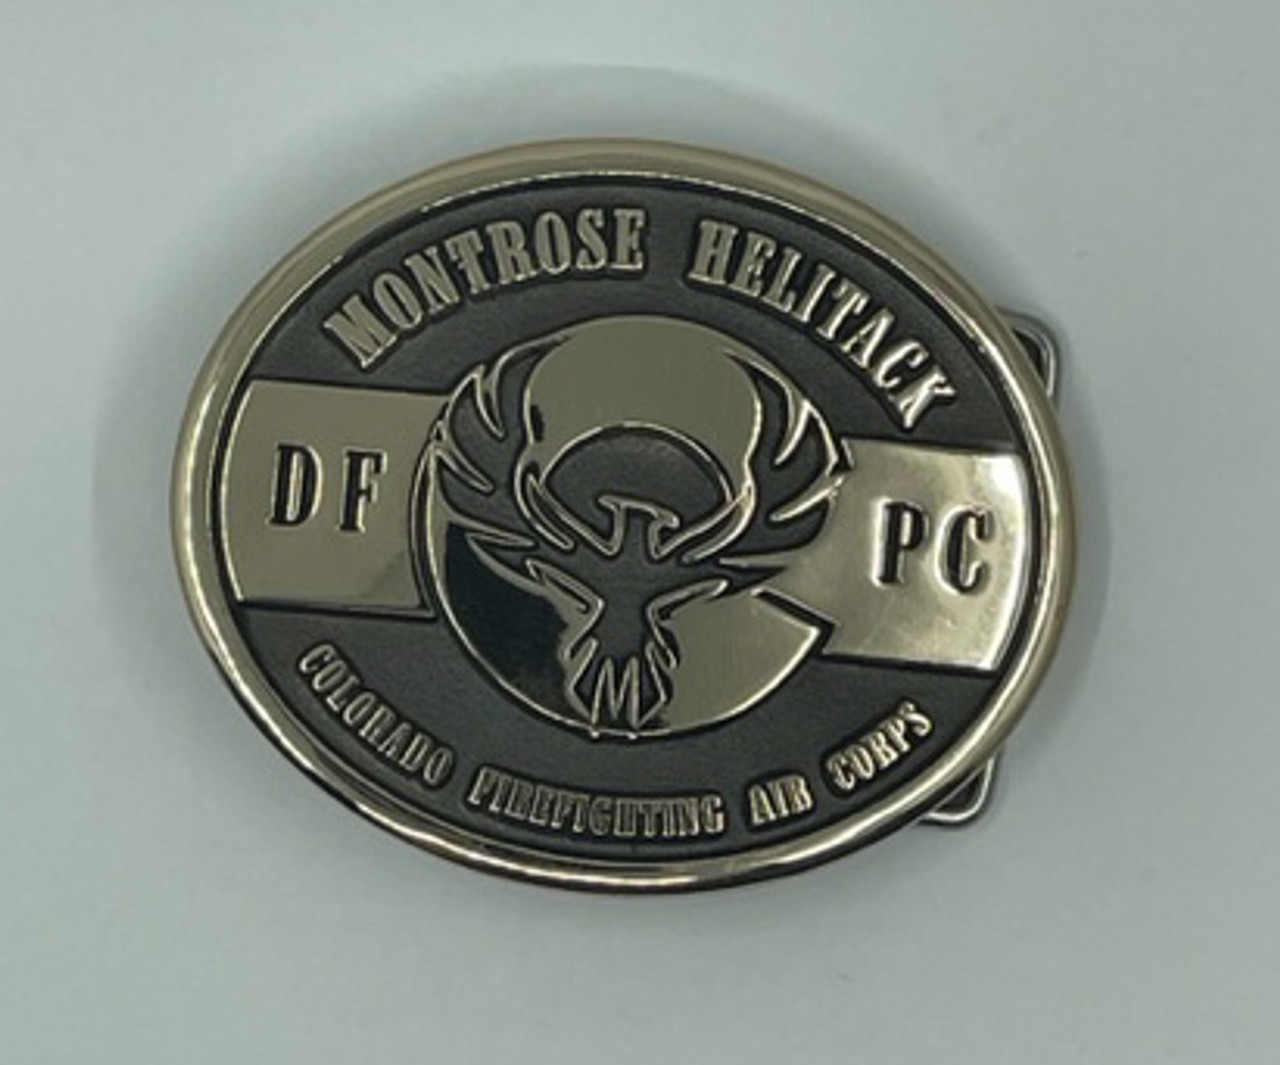 MONTROSE HELITACK
DF PC
M
COLORADO FIREFIGHTING AIR CORPS